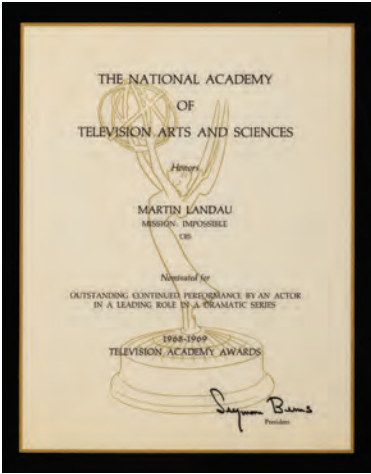 THE NATIONAL ACADEMY
OF
TELEVISION ARTS AND SCIENCES
Honors
MARTIN LANDAU
MISSION: IMPOSSIBLE
CBS
Nominated for
OUTSTANDING CONTINUED PERFORMANCE BY AN ACTOR
IN A LEADING ROLE IN A DRAMATIC SERIES
1968-1969
TELEVISION ACADEMY AWARDS
Seymour Berns
President